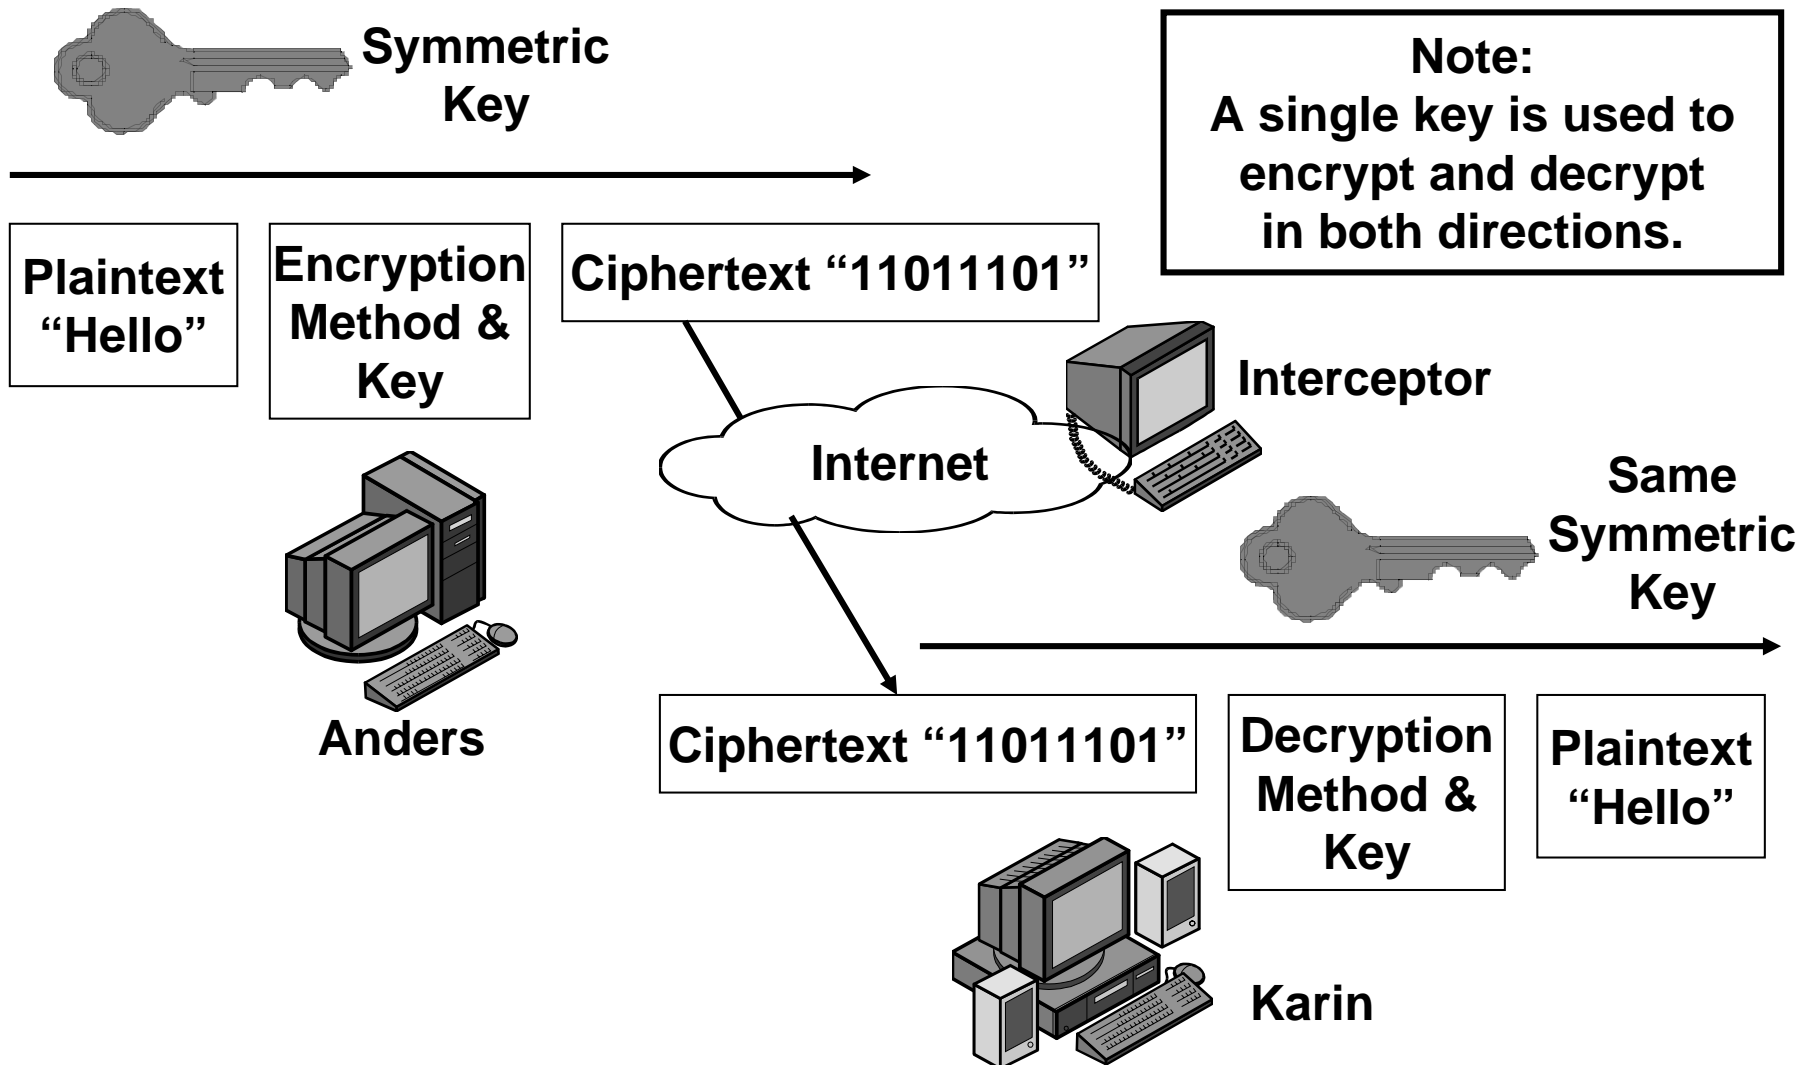 Symmetric
Key
Note:
A single key is used to
encrypt and decrypt
in both directions.
Plaintext
“Hello”
Encryption
Method &
Key
Ciphertext “11011101”
Interceptor
Internet
Same
Symmetric
Key
Anders
Ciphertext “11011101”
Decryption
Method &
Key
Plaintext
“Hello”
Karin